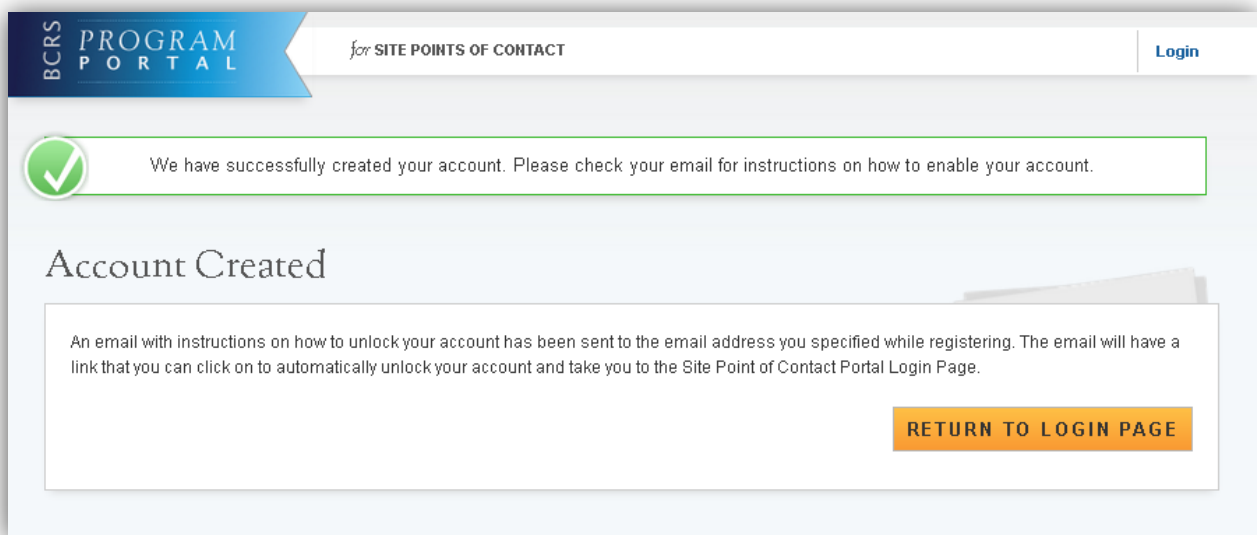 BCRS
PROGRAM
PORTAL
for SITE POINTS OF CONTACT
Login
We have successfully created your account. Please check your email for instructions on how to enable your account.
Account Created
An email with instructions on how to unlock your account has been sent to the email address you specified while registering. The email will have a
link that you can click on to automatically unlock your account and take you to the Site Point of Contact Portal Login Page.
RETURN TO LOGIN PAGE